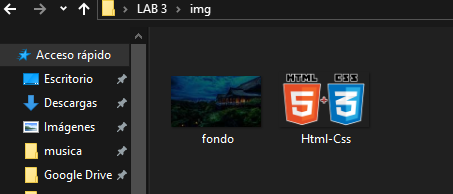 LAB 3 > img
Acceso rápido
Escritorio
Descargas
Imágenes
musica
Google Drive
HTML CSS
5 3
fondo
Html-Css